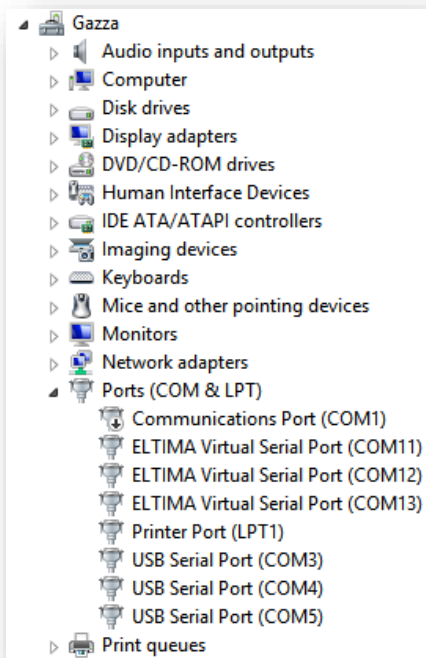 Gazza
Audio inputs and outputs
Computer
Disk drives
Display adapters
DVD/CD-ROM drives
Human Interface Devices
IDE ATA/ATAPI controllers
Imaging devices
Keyboards
Mice and other pointing devices
Monitors
Network adapters
Ports (COM & LPT)
Communications Port (COM1)
ELTIMA Virtual Serial Port (COM11)
ELTIMA Virtual Serial Port (COM12)
ELTIMA Virtual Serial Port (COM13)
Printer Port (LPT1)
USB Serial Port (COM3)
USB Serial Port (COM4)
USB Serial Port (COM5)
Print queues